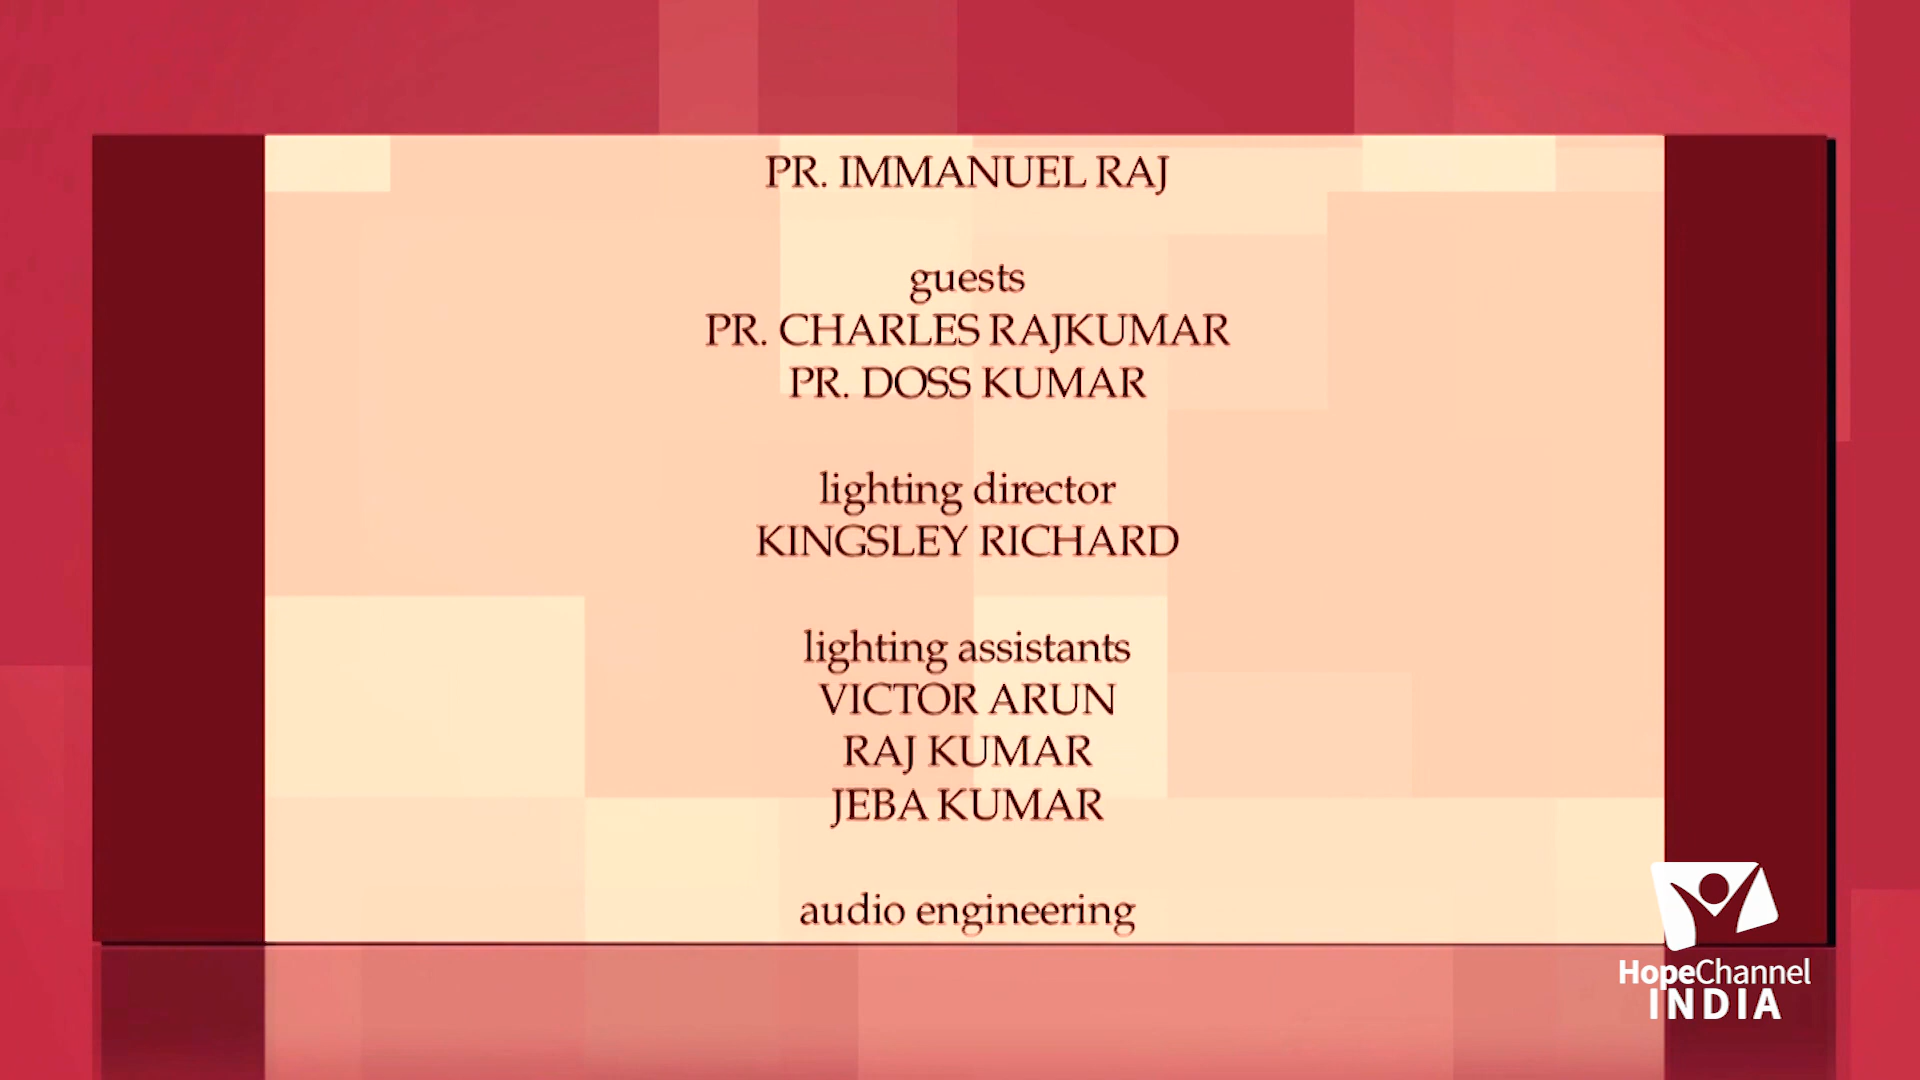 PR. IMMANUEL RAJ
guests
PR. CHARLES RAJKUMAR
PR. DOSS KUMAR
lighting director
KINGSLEY RICHARD
lighting assistants
VICTOR ARUN
RAJ KUMAR
JEBA KUMAR
audio engineering
HopeChannel
INDIA